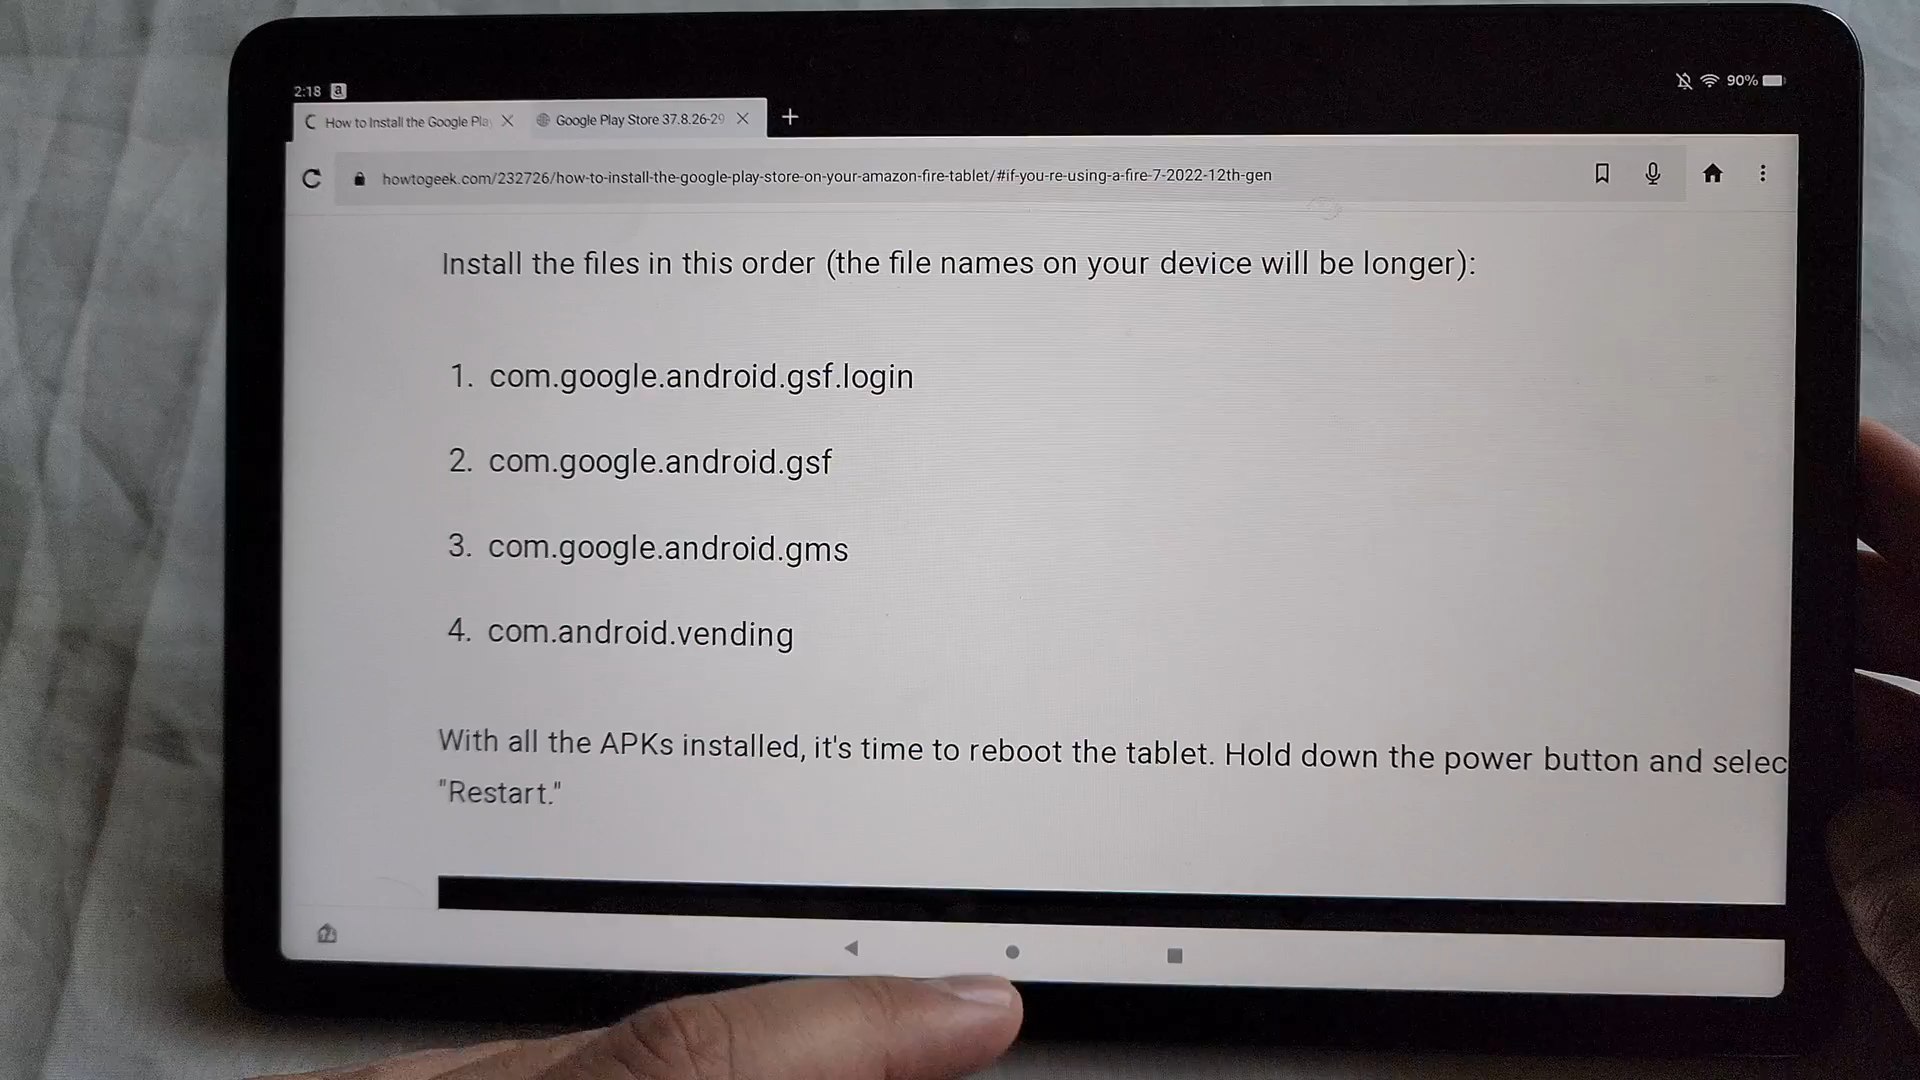 2:18 a
90%
How to Install the Google Pla
Google Play Store 37.8.26-29
howtogeek.com/232726/how-to-install-the-google-play-store-on-your-amazon-fire-tablet/#if-you-re-using-a-fire-7-2022-12th-gen
Install the files in this order (the file names on your device will be longer):
1. com.google.android.gsf.login
2. com.google.android.gsf
3. com.google.android.gms
4. com.android.vending
With all the APKs installed, it's time to reboot the tablet. Hold down the power button and selec
"Restart."